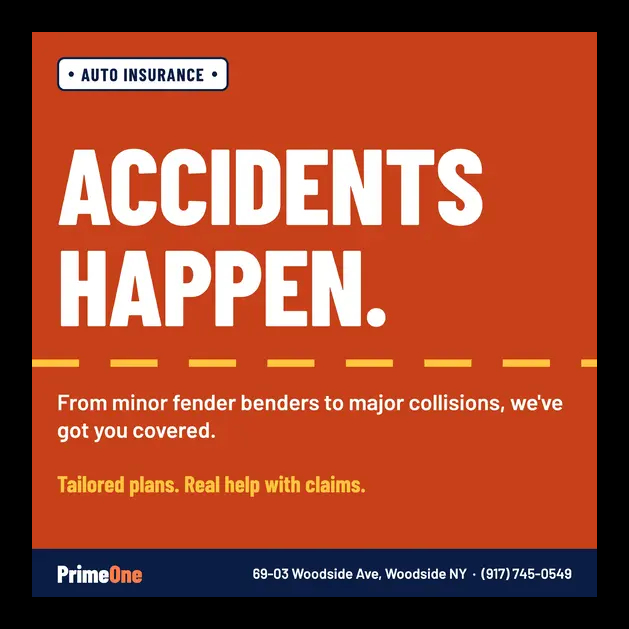 • AUTO INSURANCE •
ACCIDENTS
HAPPEN.
From minor fender benders to major collisions, we've
got you covered.
Tailored plans. Real help with claims.
PrimeOne
69-03 Woodside Ave, Woodside NY · (917) 745-0549